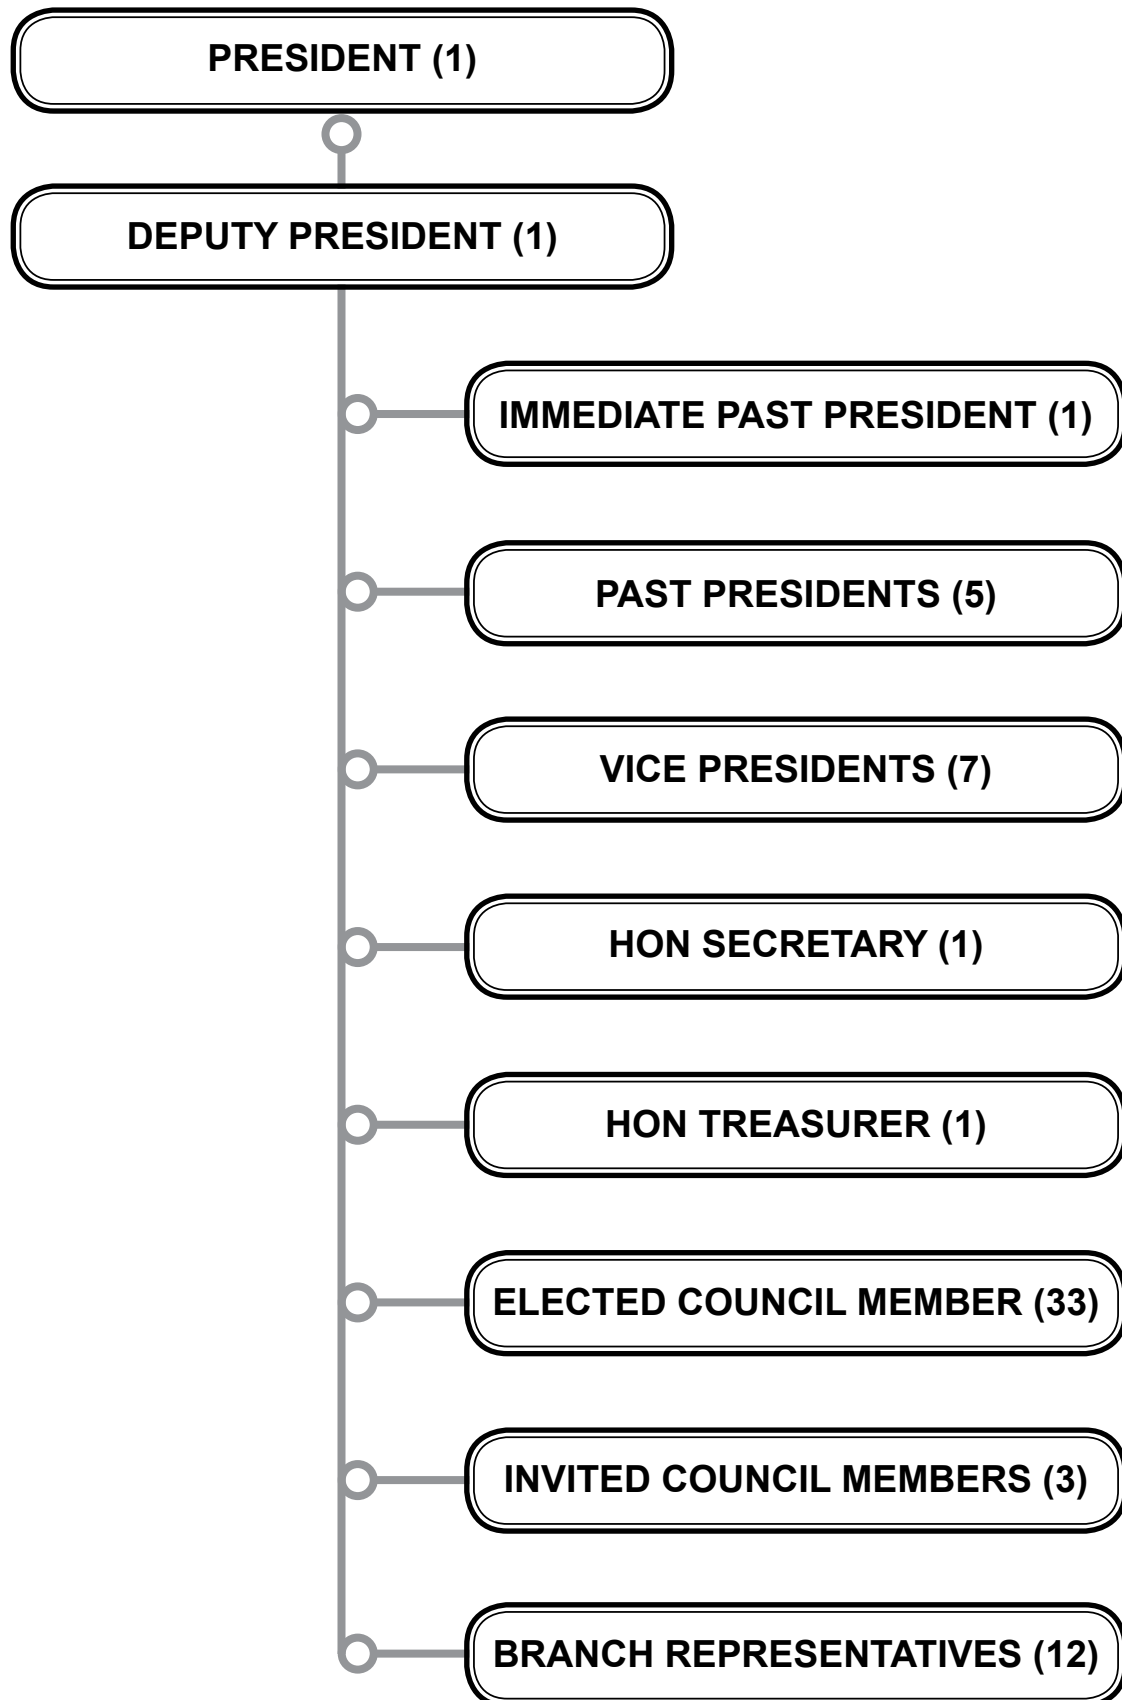 PRESIDENT (1)
DEPUTY PRESIDENT (1)
IMMEDIATE PAST PRESIDENT (1)
PAST PRESIDENTS (5)
VICE PRESIDENTS (7)
HON SECRETARY (1)
HON TREASURER (1)
ELECTED COUNCIL MEMBER (33)
INVITED COUNCIL MEMBERS (3)
BRANCH REPRESENTATIVES (12)